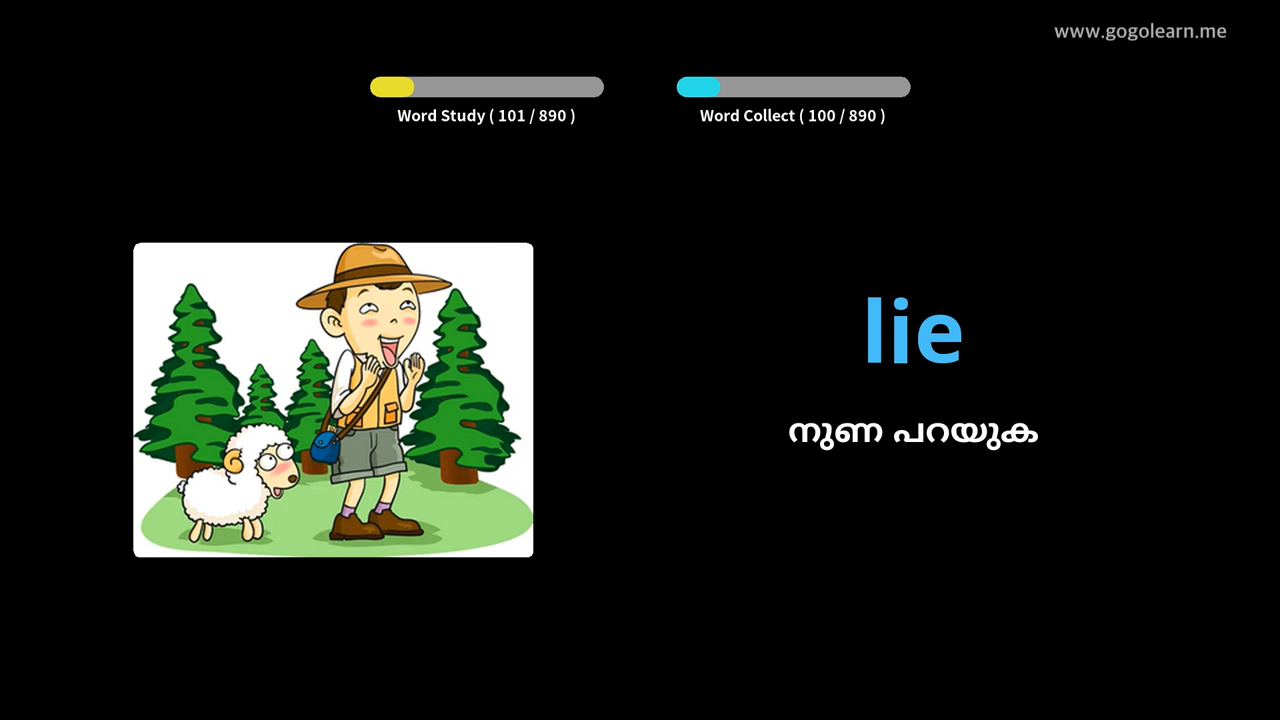 www.gogolearn.me
Word Study ( 101 / 890 )
Word Collect ( 100 / 890 )
lie
നുണ പറയുക